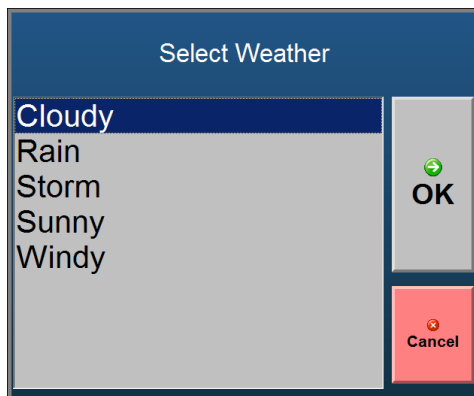 Select Weather
Cloudy
Rain
Storm
Sunny
Windy
OK
Cancel